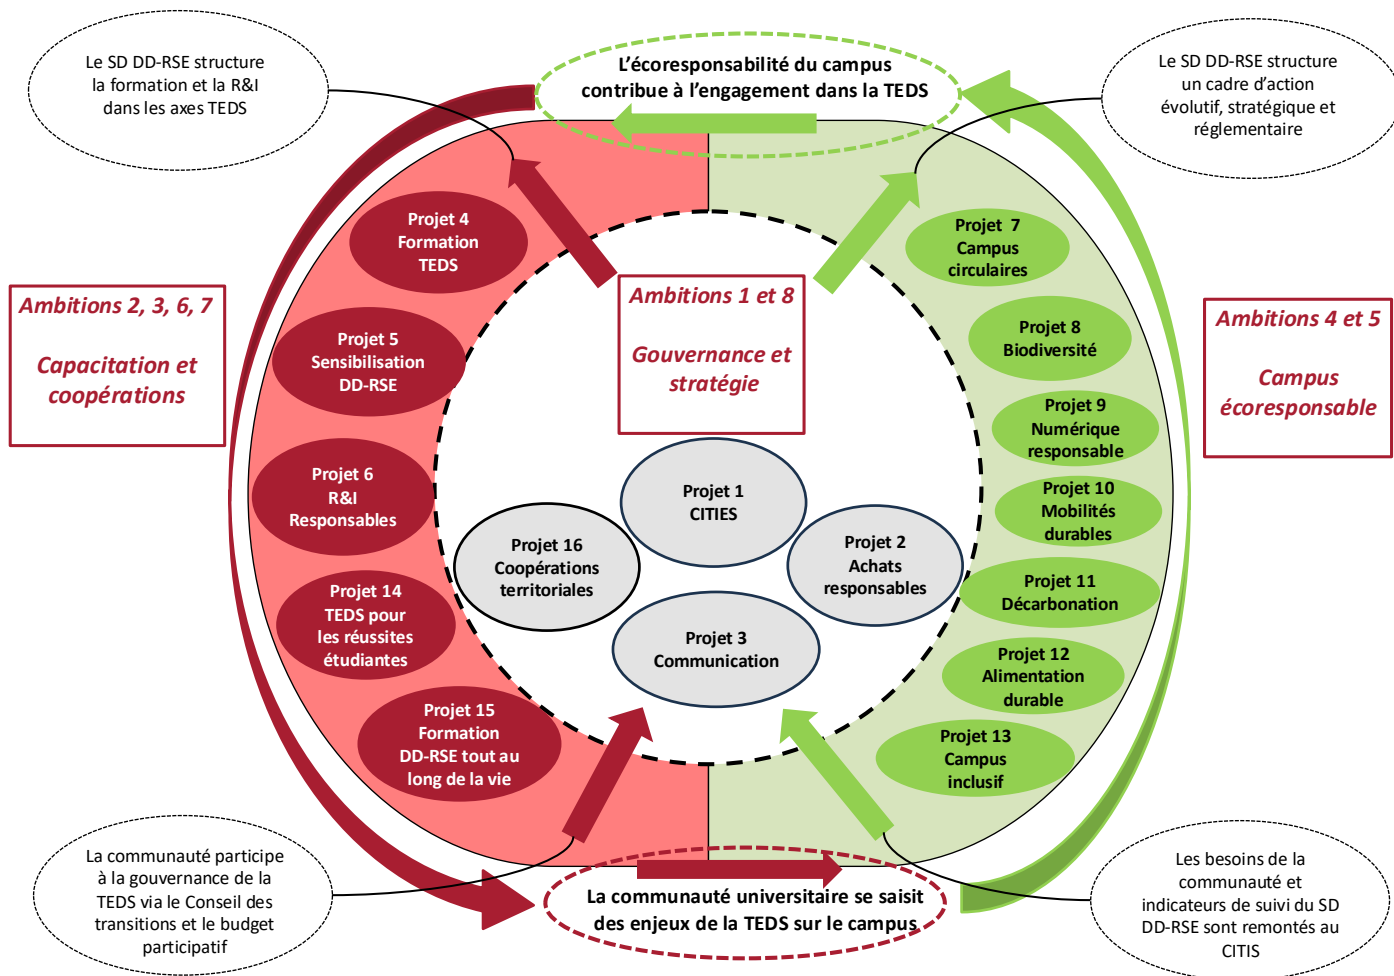 Le SD DD-RSE structure
la formation et la R&I
dans les axes TEDS
L'écoresponsabilité du campus
contribue à l'engagement dans la TEDS
Le SD DD-RSE structure
un cadre d'action
évolutif, stratégique et
réglementaire
Ambitions 2, 3, 6, 7
Capacitation et
coopérations
Projet 4
Formation
TEDS
Projet 5
Sensibilisation
DD-RSE
Projet 6
R&I
Responsables
Projet 14
TEDS pour
les réussites
étudiantes
Projet 15
Formation
DD-RSE tout au
long de la vie
Ambitions 1 et 8
Gouvernance et
stratégie
Projet 1
CITIES
Projet 16
Coopérations
territoriales
Projet 2
Achats
responsables
Projet 3
Communication
Projet 7
Campus
circulaires
Projet 8
Biodiversité
Projet 9
Numérique
responsable
Projet 10
Mobilités
durables
Projet 11
Décarbonation
Projet 12
Alimentation
durable
Projet 13
Campus
inclusif
Ambitions 4 et 5
Campus
écoresponsable
La communauté participe
à la gouvernance de la
TEDS via le Conseil des
transitions et le budget
participatif
La communauté universitaire se saisit
des enjeux de la TEDS sur le campus
Les besoins de la
communauté et
indicateurs de suivi du SD
DD-RSE sont remontés au
CITIS